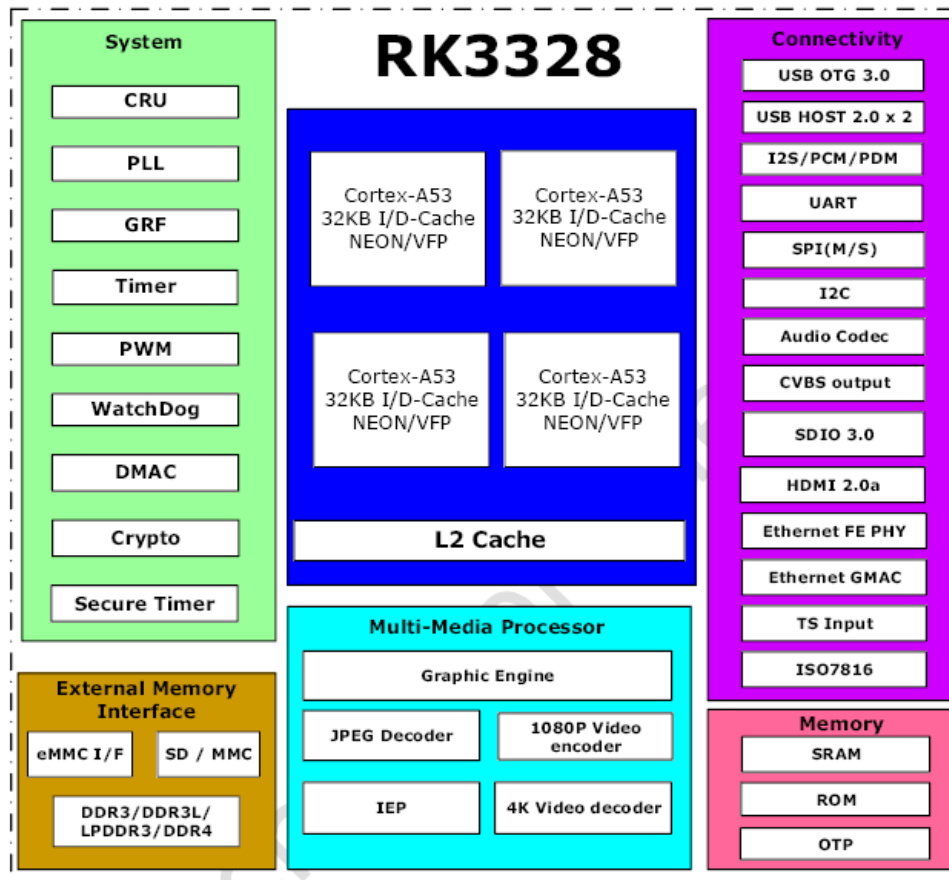 System
CRU
PLL
GRF
Timer
PWM
WatchDog
DMAC
Crypto
Secure Timer
External Memory
Interface
eMMC I/F
SD / MMC
DDR3/DDR3L/
LPDDR3/DDR4
RK3328
Cortex-A53
32KB I/D-Cache
NEON/VFP
Cortex-A53
32KB I/D-Cache
NEON/VFP
Cortex-A53
32KB I/D-Cache
NEON/VFP
Cortex-A53
32KB I/D-Cache
NEON/VFP
L2 Cache
Multi-Media Processor
Graphic Engine
JPEG Decoder
1080P Video
encoder
IEP
4K Video decoder
Connectivity
USB OTG 3.0
USB HOST 2.0 x 2
I2S/PCM/PDM
UART
SPI(M/S)
I2C
Audio Codec
CVBS output
SDIO 3.0
HDMI 2.0a
Ethernet FE PHY
Ethernet GMAC
TS Input
ISO7816
Memory
SRAM
ROM
OTP